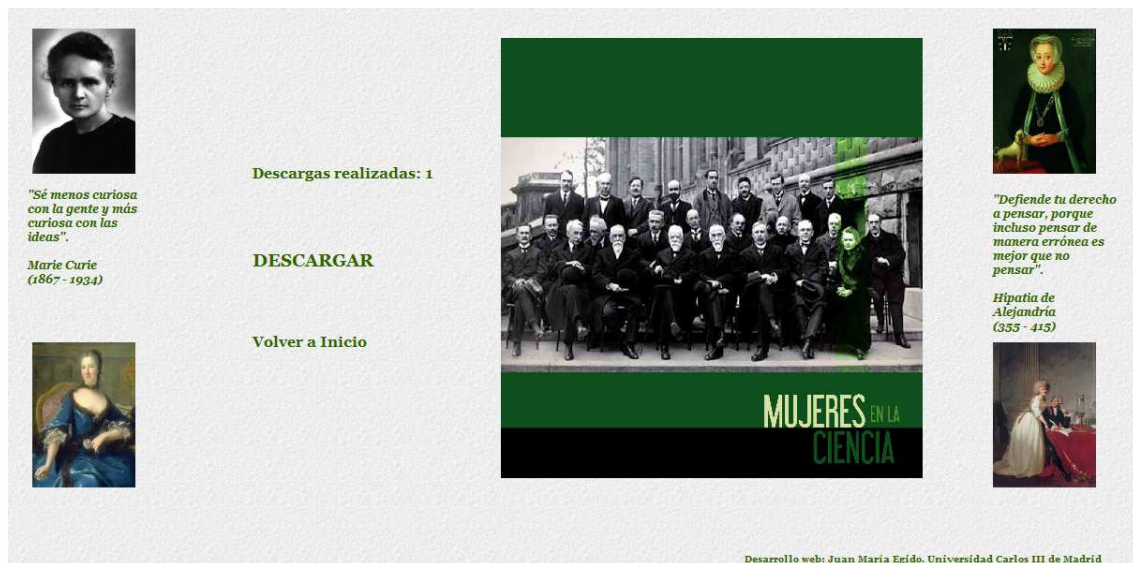 "Sé menos curiosa
con la gente y más
curiosa con las
ideas".
Marie Curie
(1867 - 1934)
Descargas realizadas: 1
DESCARGAR
Volver a Inicio
MUJERES EN LA
CIENCIA
"Defiende tu derecho
a pensar, porque
incluso pensar de
manera errónea es
mejor que no
pensar".
Hipatia de
Alejandría
(355 - 415)
Desarrollo web: Juan María Egido. Universidad Carlos III de Madrid